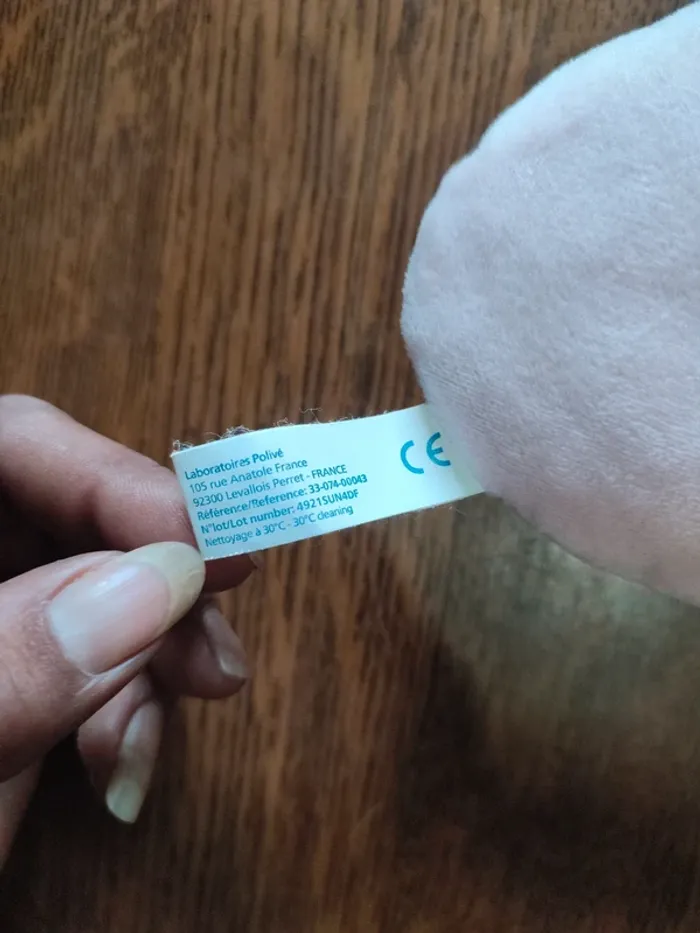 Laboratoires Polivé
105 rue Anatole France
92300 Levallois Perret - FRANCE
Référence/Reference: 33-074-00043
N°lot/Lot number: 4921SUN4DF
Nettoyage à 30°C - 30°C cleaning
CE